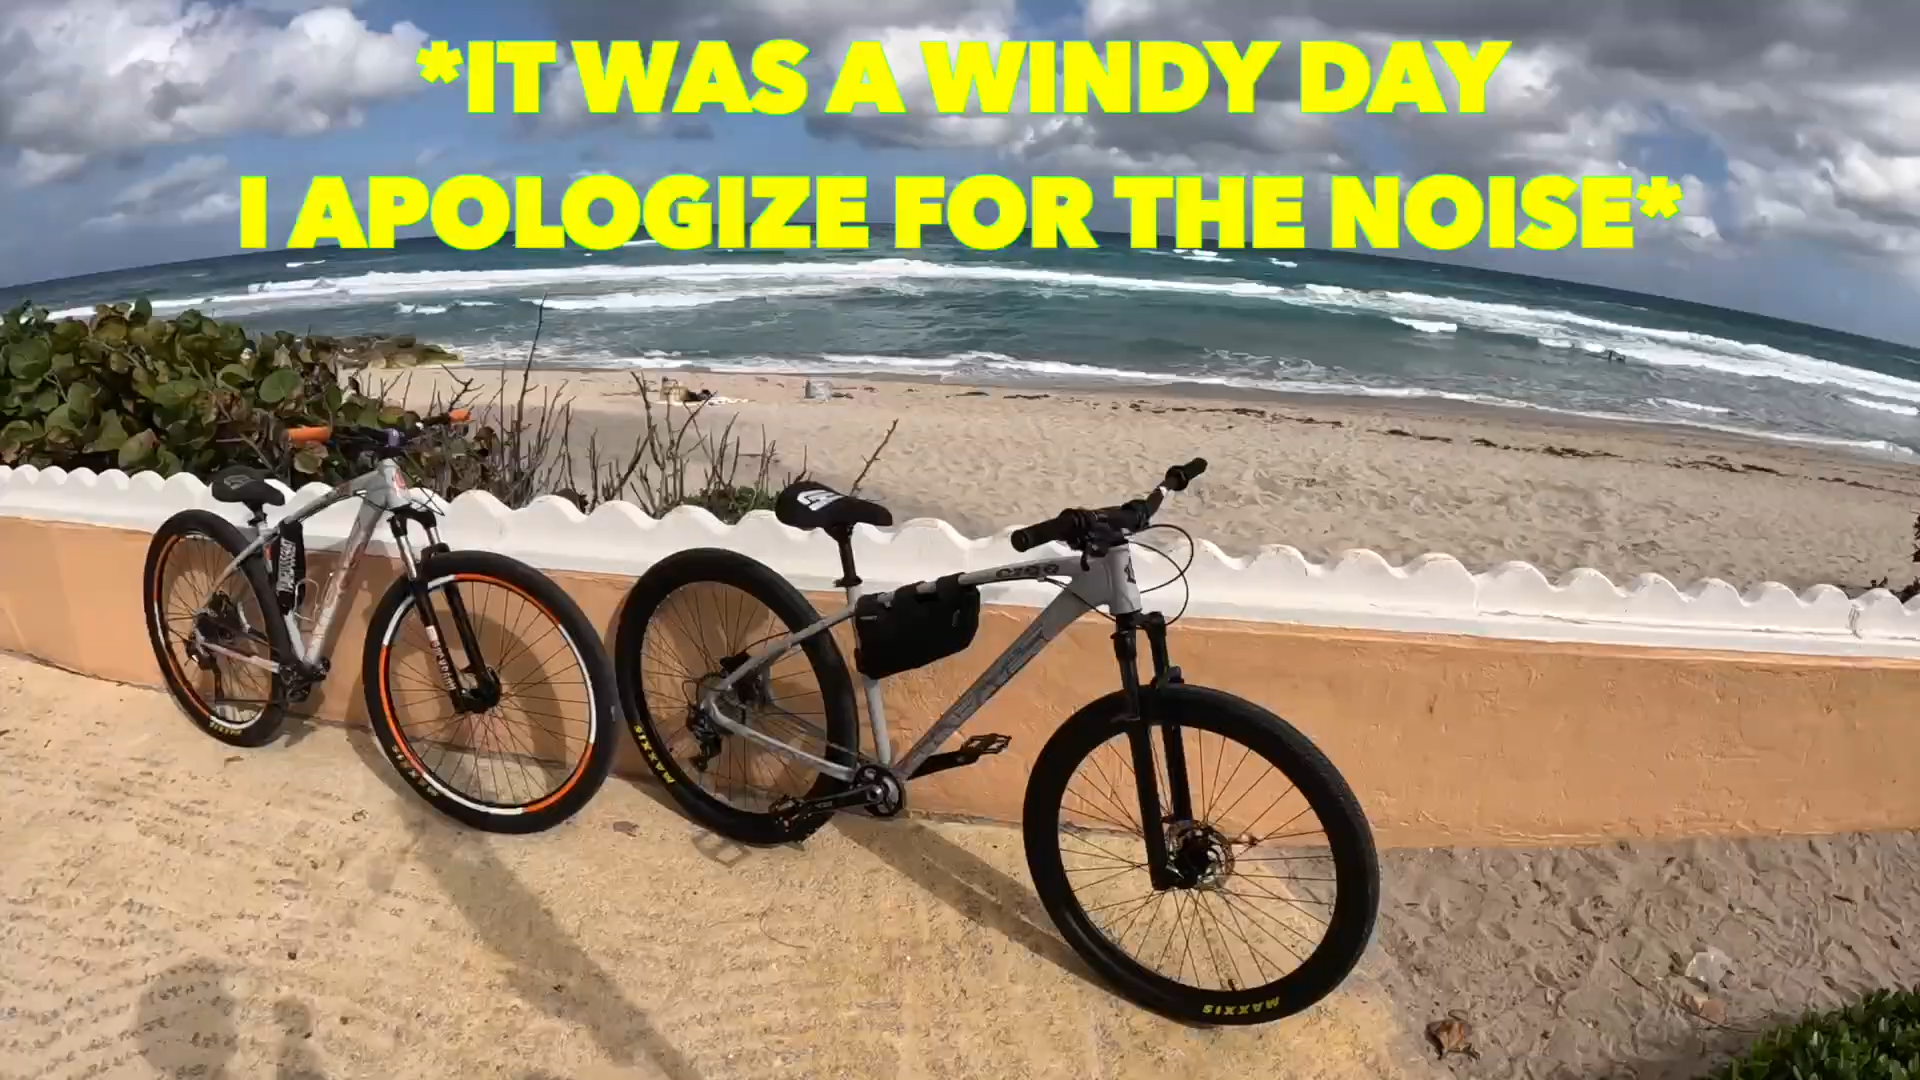 *IT WAS A WINDY DAY
I APOLOGIZE FOR THE NOISE*
MAXXIS
MAXXIS
MAXXIS